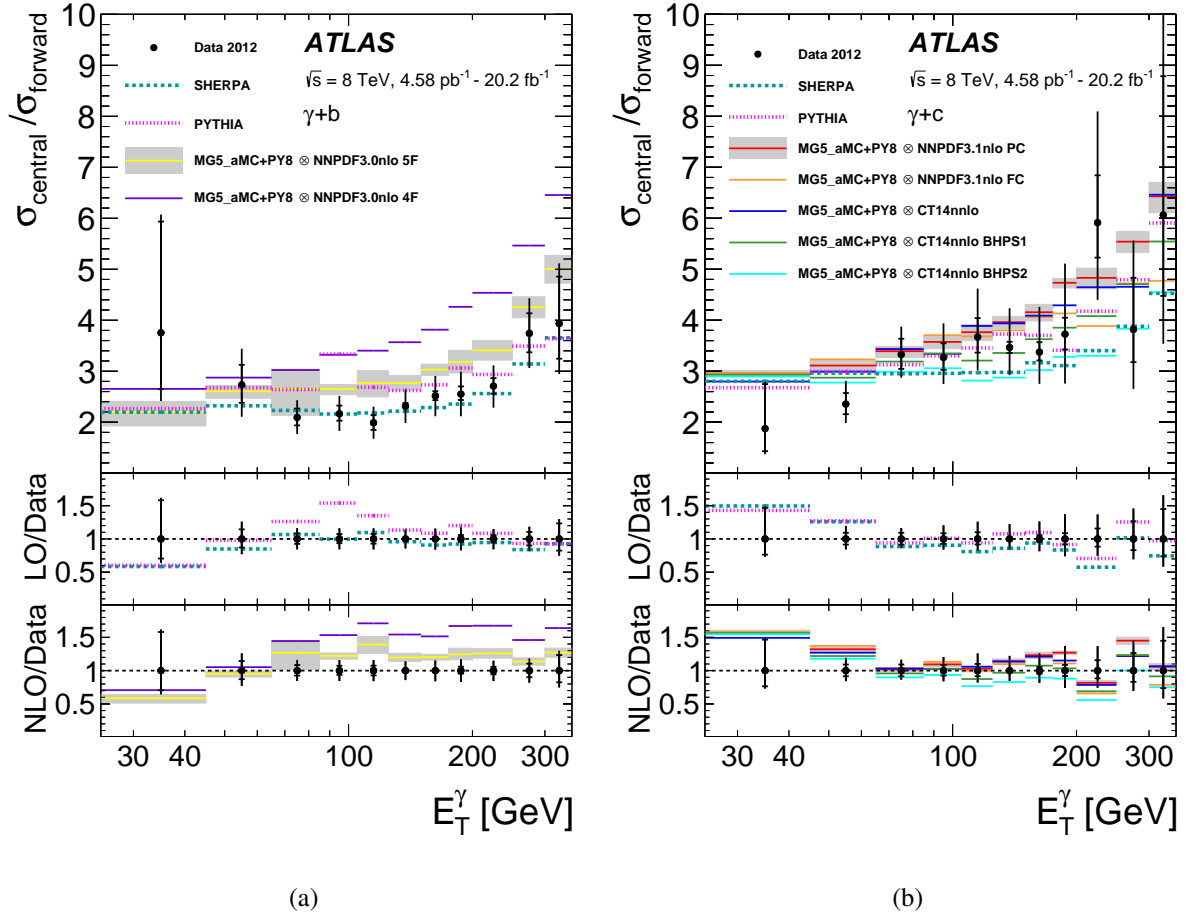 σcentral/σforward
10
9
8
7
6
5
4
3
2
ATLAS
Data 2012
√s = 8 TeV, 4.58 pb⁻¹ - 20.2 fb⁻¹
SHERPA
γ+b
PYTHIA
MG5_aMC+PY8 ⊗ NNPDF3.0nlo 5F
MG5_aMC+PY8 ⊗ NNPDF3.0nlo 4F
LO/Data
1.5
1
0.5
NLO/Data
1.5
1
0.5
30 40 100 200 300
E_T^γ [GeV]
(a)
σcentral/σforward
10
9
8
7
6
5
4
3
2
ATLAS
Data 2012
√s = 8 TeV, 4.58 pb⁻¹ - 20.2 fb⁻¹
SHERPA
γ+c
PYTHIA
MG5_aMC+PY8 ⊗ NNPDF3.1nlo PC
MG5_aMC+PY8 ⊗ NNPDF3.1nlo FC
MG5_aMC+PY8 ⊗ CT14nnlo
MG5_aMC+PY8 ⊗ CT14nnlo BHPS1
MG5_aMC+PY8 ⊗ CT14nnlo BHPS2
LO/Data
1.5
1
0.5
NLO/Data
1.5
1
0.5
30 40 100 200 300
E_T^γ [GeV]
(b)